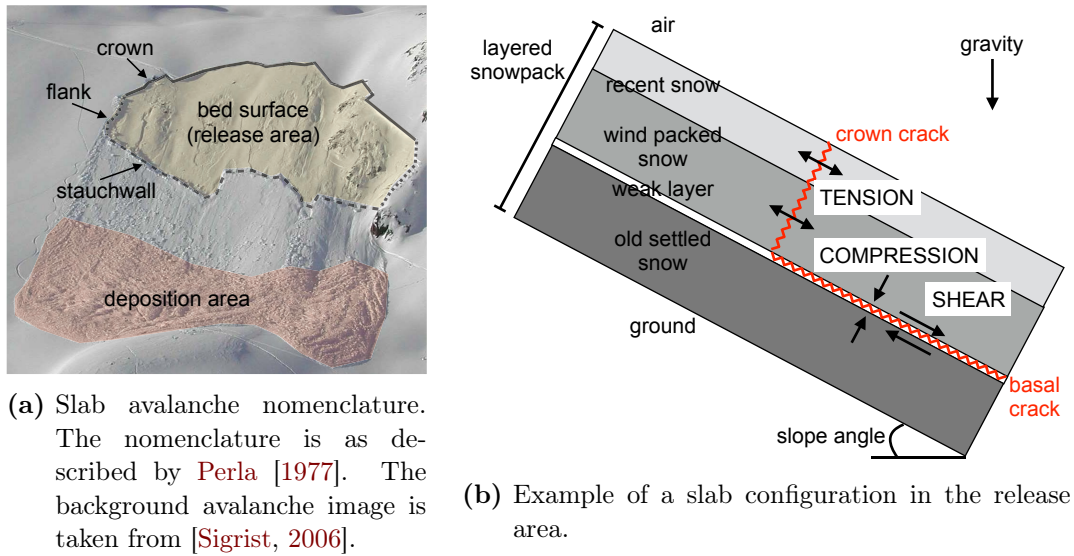 crown
flank
bed surface
(release area)
stauchwall
deposition area
(a) Slab avalanche nomenclature.
The nomenclature is as de-
scribed by Perla [1977]. The
background avalanche image is
taken from [Sigrist, 2006].
air
layered
snowpack
gravity
recent snow
crown crack
wind packed
snow
TENSION
weak layer
old settled
snow
COMPRESSION
SHEAR
ground
basal
crack
slope angle
(b) Example of a slab configuration in the release
area.